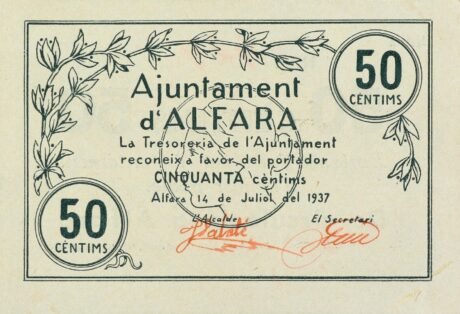 Ajuntament
d'ALFARA
50
CÈNTIMS
La Tresoreria de l'Ajuntament
reconeix a favor del portador
CINQUANTA cèntims
Alfara 14 de Juliol del 1937
L'Alcalde El Secretari
50
CÈNTIMS